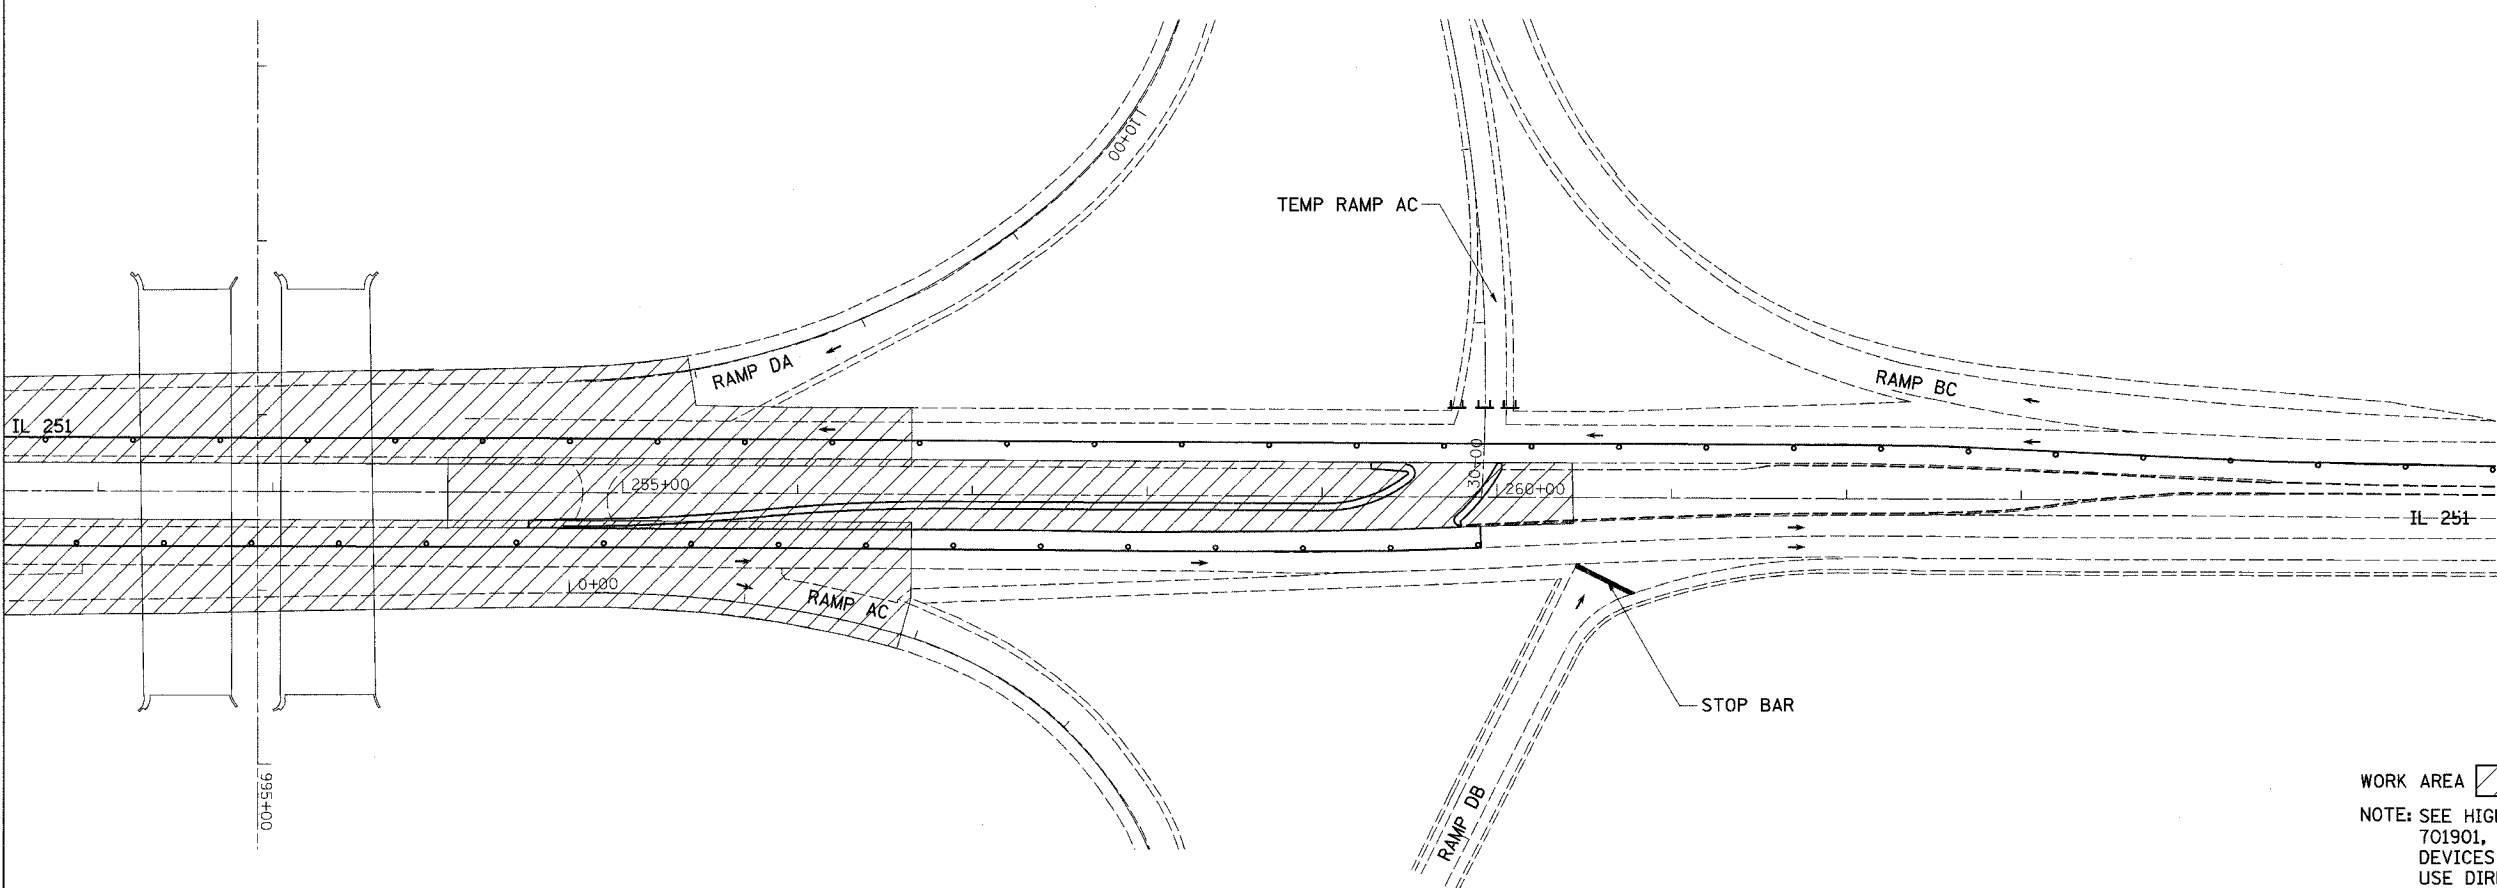 110+00
TEMP RAMP AC
RAMP DA
RAMP BC
IL 251
255+00
30+00
260+00
IL 251
0+00
RAMP AC
STOP BAR
995+00
RAMP DB
WORK AREA
NOTE: SEE HIG
701901,
DEVICES
USE DIR